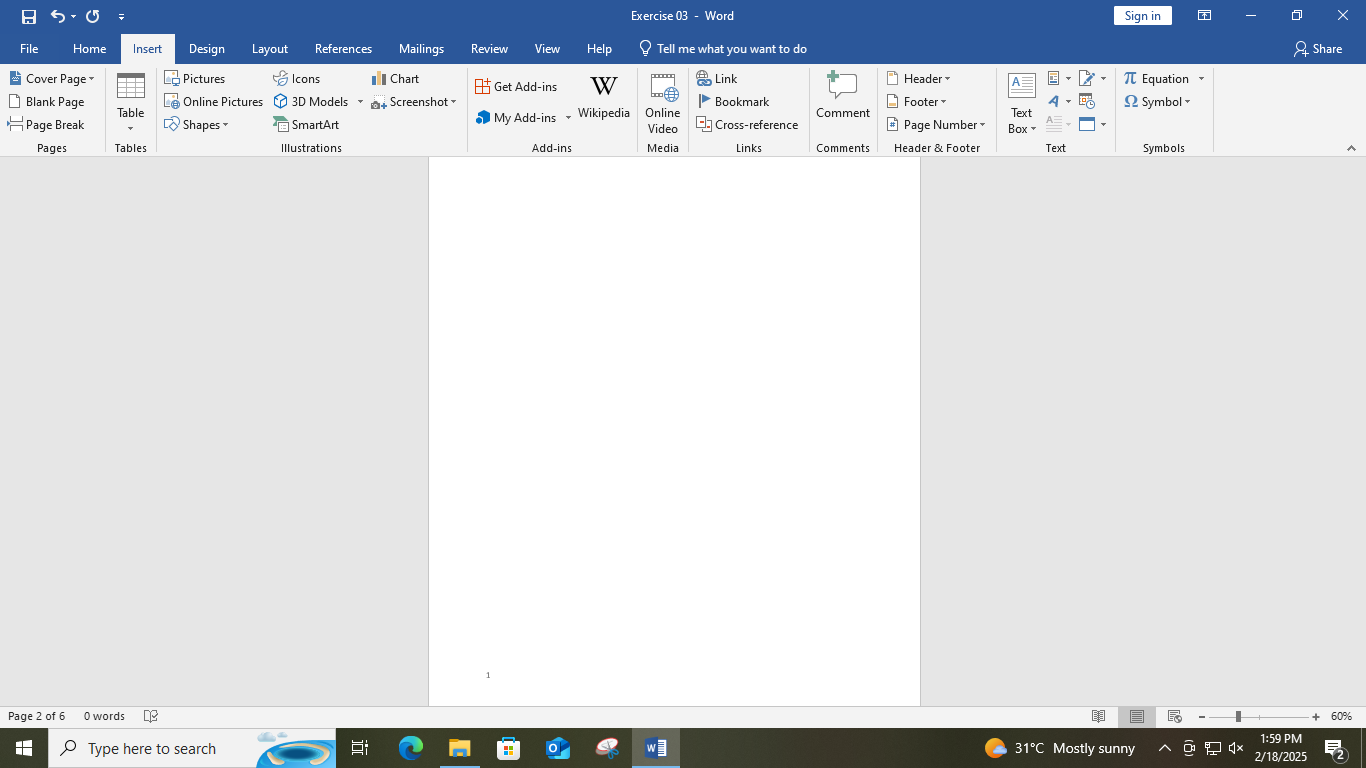 Exercise 03 - Word
Sign in
File Home Insert Design Layout References Mailings Review View Help Tell me what you want to do Share
Cover Page
Blank Page
Page Break
Pages
Table
Tables
Pictures
Online Pictures
Shapes
Icons
3D Models
SmartArt
Chart
Screenshot
Illustrations
Get Add-ins
My Add-ins
W
Wikipedia
Add-ins
Online
Video
Media
Link
Bookmark
Cross-reference
Links
Comment
Comments
Header
Footer
Page Number
Header & Footer
A
Text
Box
A
A
Text
π Equation
Ω Symbol
Symbols
1
Page 2 of 6 0 words 60%
Type here to search
31°C Mostly sunny
1:59 PM
2/18/2025
2